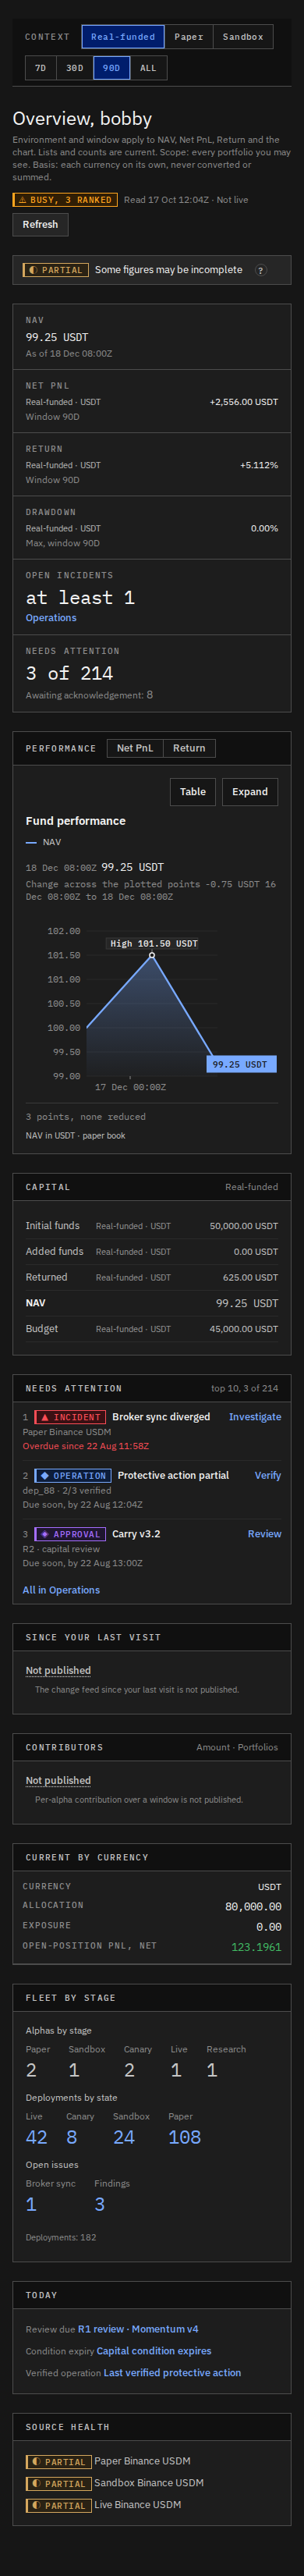 CONTEXT Real-funded Paper Sandbox
7D 30D 90D ALL
Overview, bobby
Environment and window apply to NAV, Net PnL, Return and the
chart. Lists and counts are current. Scope: every portfolio you may
see. Basis: each currency on its own, never converted or
summed.
⚠ BUSY, 3 RANKED Read 17 Oct 12:04Z · Not live
Refresh
◐ PARTIAL Some figures may be incomplete ?
NAV
99.25 USDT
As of 18 Dec 08:00Z
NET PNL
Real-funded · USDT +2,556.00 USDT
Window 90D
RETURN
Real-funded · USDT +5.112%
Window 90D
DRAWDOWN
Real-funded · USDT 0.00%
Max, window 90D
OPEN INCIDENTS
at least 1
Operations
NEEDS ATTENTION
3 of 214
Awaiting acknowledgement: 8
PERFORMANCE Net PnL Return
Table Expand
Fund performance
NAV
18 Dec 08:00Z 99.25 USDT
Change across the plotted points -0.75 USDT 16
Dec 08:00Z to 18 Dec 08:00Z
102.00
High 101.50 USDT
101.50
101.00
100.50
100.00
99.50
99.25 USDT
99.00
17 Dec 00:00Z
3 points, none reduced
NAV in USDT · paper book
CAPITAL Real-funded
Initial funds Real-funded · USDT 50,000.00 USDT
Added funds Real-funded · USDT 0.00 USDT
Returned Real-funded · USDT 625.00 USDT
NAV 99.25 USDT
Budget Real-funded · USDT 45,000.00 USDT
NEEDS ATTENTION top 10, 3 of 214
1 ▲ INCIDENT Broker sync diverged Investigate
Paper Binance USDM
Overdue since 22 Aug 11:58Z
2 ◆ OPERATION Protective action partial Verify
dep_88 · 2/3 verified
Due soon, by 22 Aug 12:04Z
3 ◈ APPROVAL Carry v3.2 Review
R2 · capital review
Due soon, by 22 Aug 13:00Z
All in Operations
SINCE YOUR LAST VISIT
Not published
The change feed since your last visit is not published.
CONTRIBUTORS Amount · Portfolios
Not published
Per-alpha contribution over a window is not published.
CURRENT BY CURRENCY
CURRENCY USDT
ALLOCATION 80,000.00
EXPOSURE 0.00
OPEN-POSITION PNL, NET 123.1961
FLEET BY STAGE
Alphas by stage
Paper Sandbox Canary Live Research
2 1 2 1 1
Deployments by state
Live Canary Sandbox Paper
42 8 24 108
Open issues
Broker sync Findings
1 3
Deployments: 182
TODAY
Review due R1 review · Momentum v4
Condition expiry Capital condition expires
Verified operation Last verified protective action
SOURCE HEALTH
◐ PARTIAL Paper Binance USDM
◐ PARTIAL Sandbox Binance USDM
◐ PARTIAL Live Binance USDM